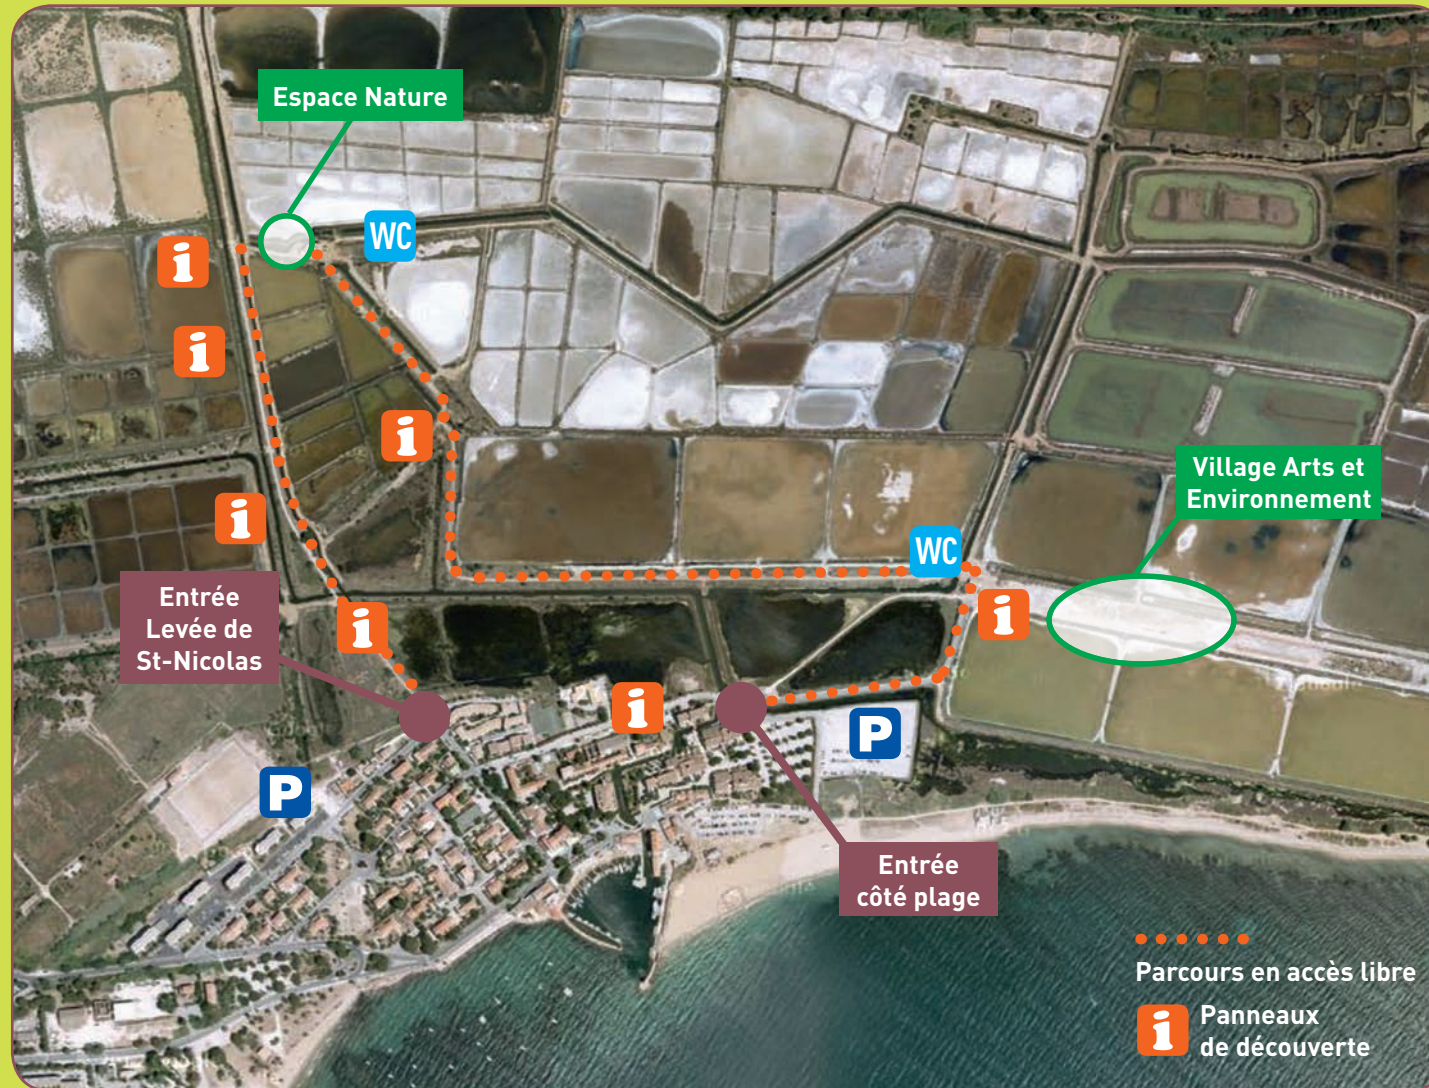 Espace Nature
WC
i
i
i
Village Arts et
Environnement
i
WC
Entrée
Levée de
St-Nicolas
i
i
i
P
P
Entrée
côté plage
Parcours en accès libre
i
Panneaux
de découverte